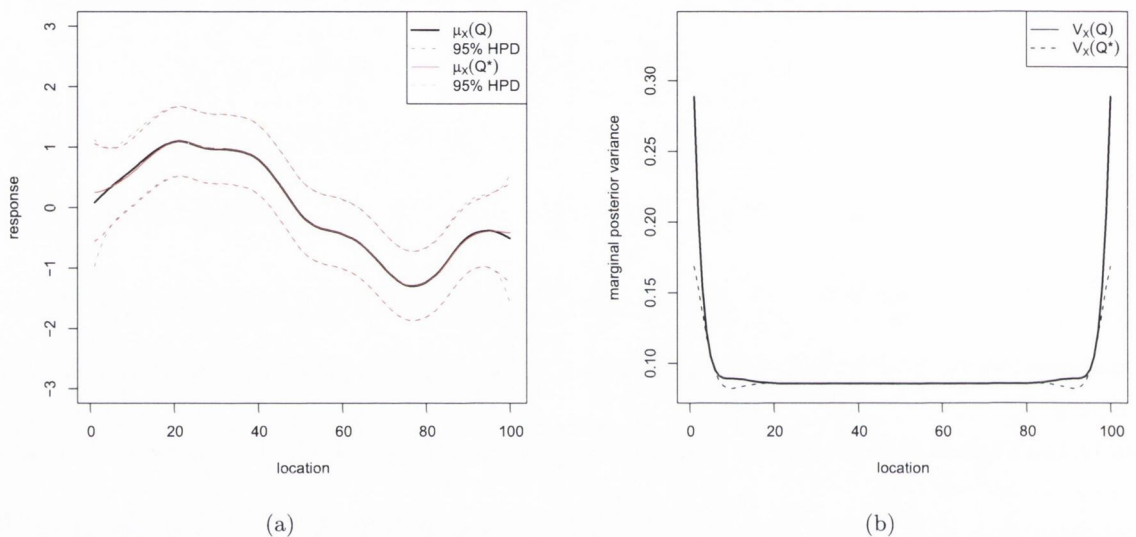 3
2
1
0
-1
-2
-3
response
0 20 40 60 80 100
location
μX(Q)
95% HPD
μX(Q*)
95% HPD
(a)
0.30
0.25
0.20
0.15
0.10
marginal posterior variance
0 20 40 60 80 100
location
VX(Q)
VX(Q*)
(b)